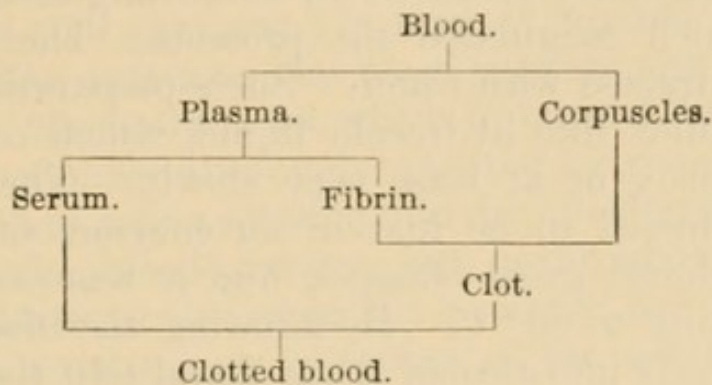 Blood.
Plasma. Corpuscles.
Serum. Fibrin.
Clot.
Clotted blood.